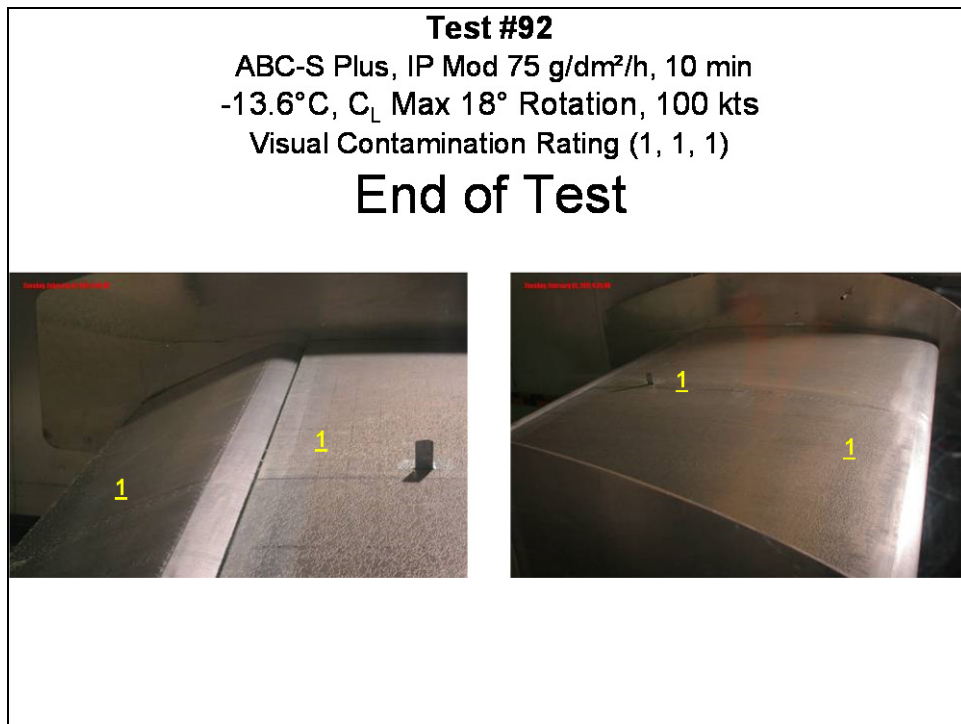 Test #92
ABC-S Plus, IP Mod 75 g/dm²/h, 10 min
-13.6°C, CL Max 18° Rotation, 100 kts
Visual Contamination Rating (1, 1, 1)
End of Test
1
1
1
1